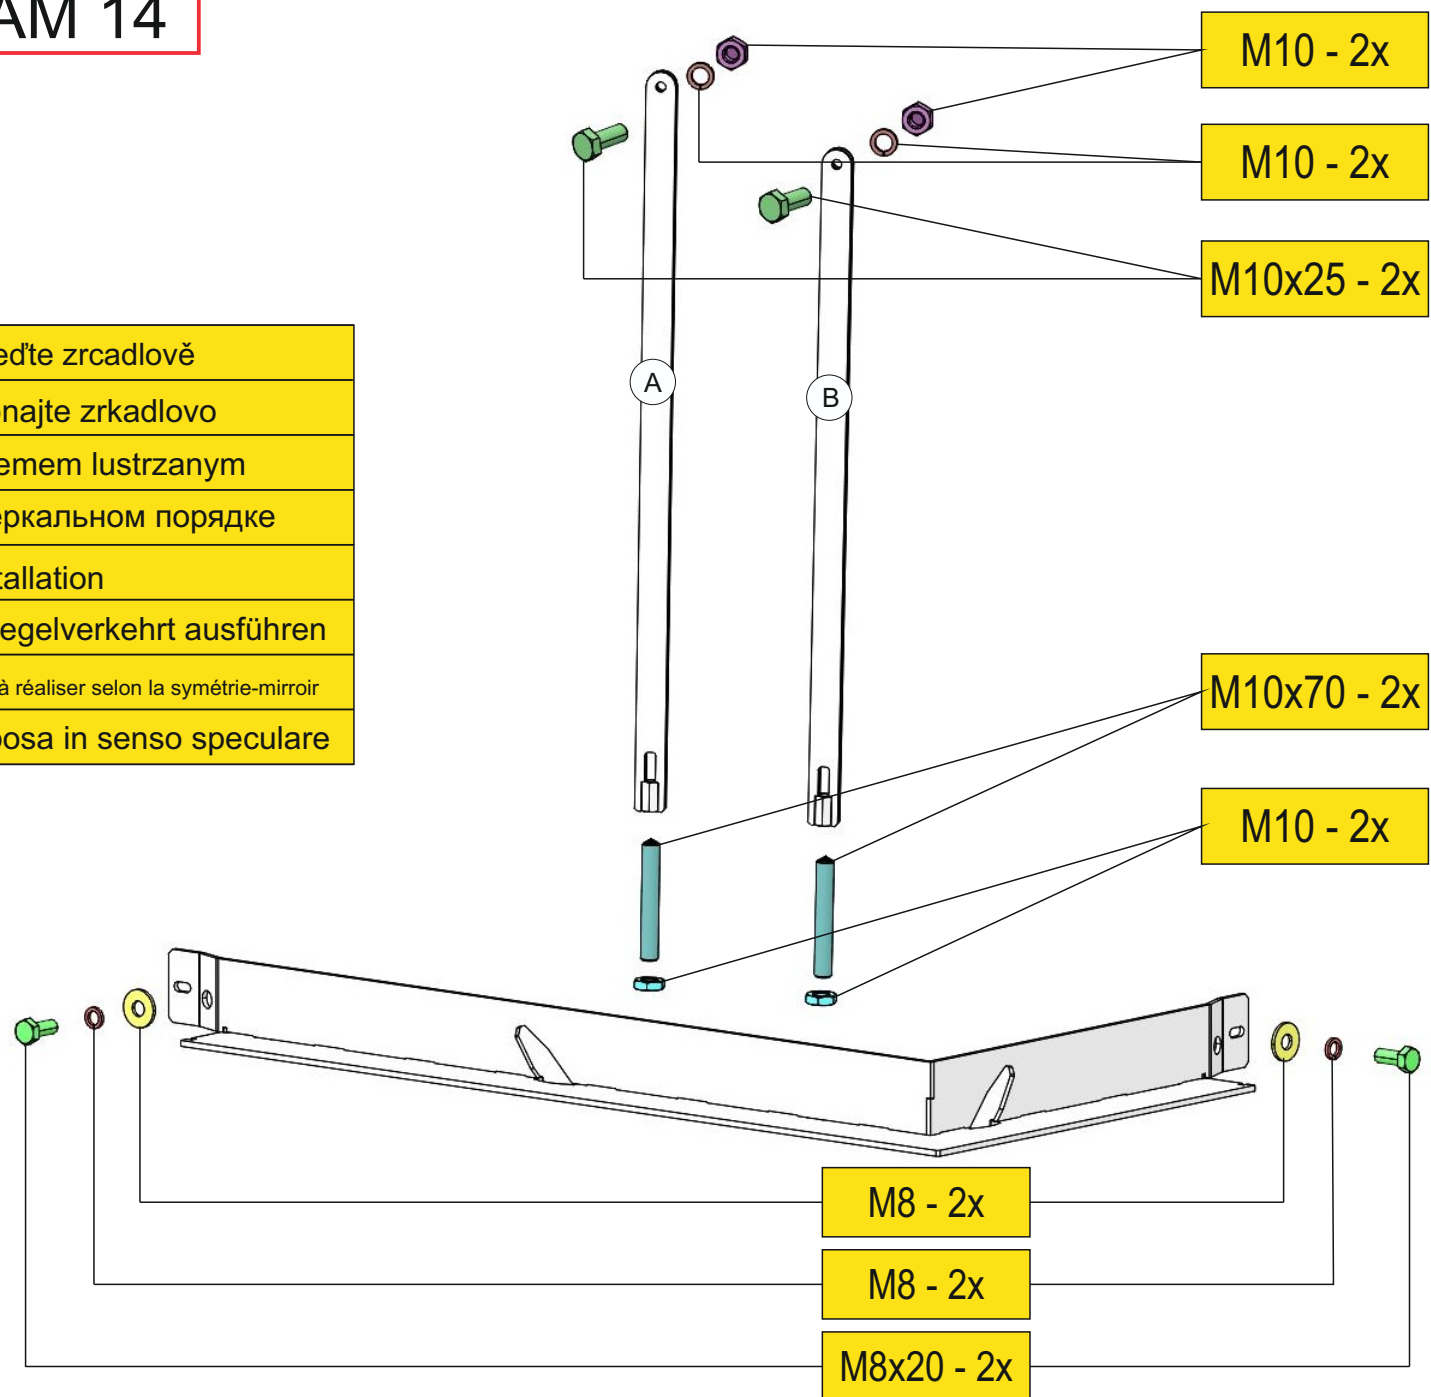 AM 14
M10 - 2x
M10 - 2x
M10x25 - 2x
eďte zrcadlově
najte zrkadlovo
emem lustrzanym
еркальном порядке
tallation
egelverkehrt ausführen
à réaliser selon la symétrie-mirroir
posa in senso speculare
A
B
M10x70 - 2x
M10 - 2x
M8 - 2x
M8 - 2x
M8x20 - 2x